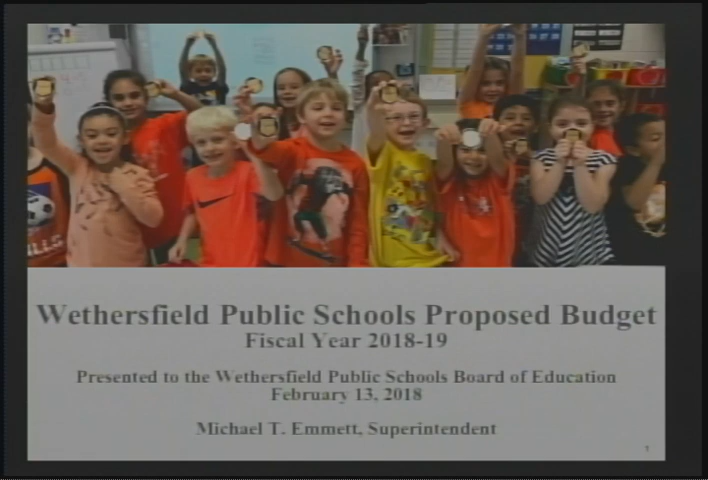 Wethersfield Public Schools Proposed Budget
Fiscal Year 2018-19
Presented to the Wethersfield Public Schools Board of Education
February 13, 2018
Michael T. Emmett, Superintendent
1